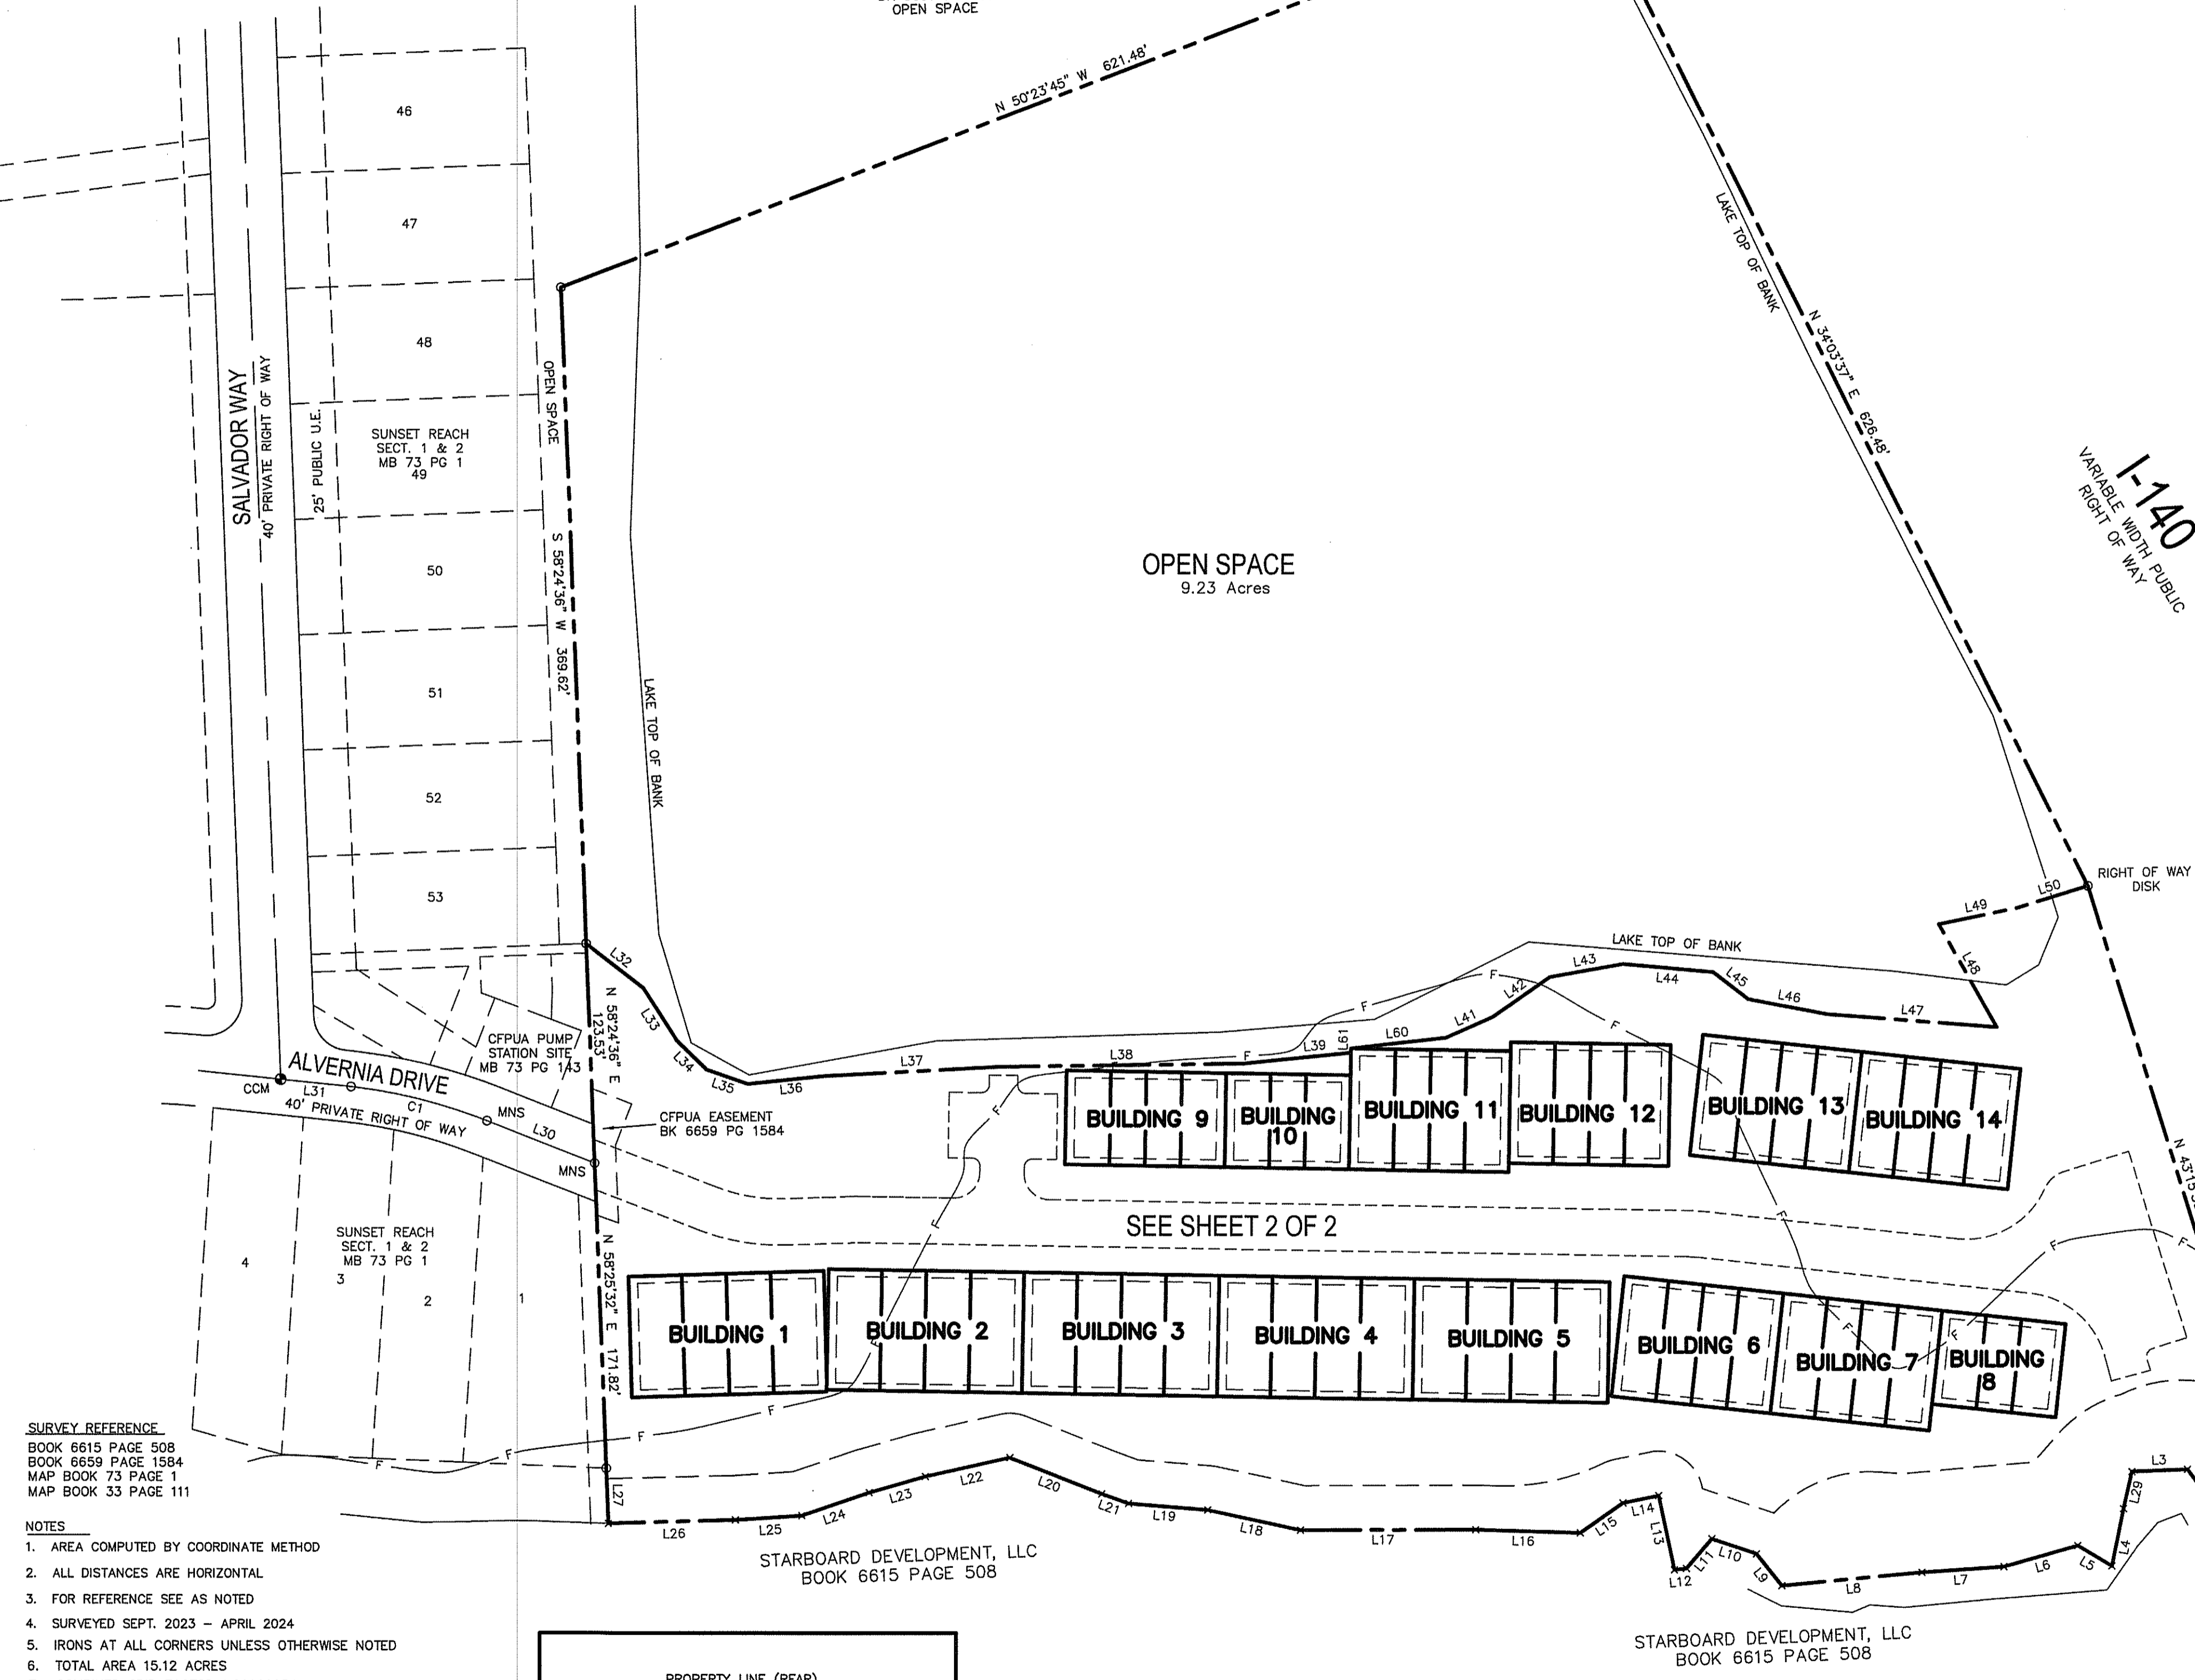 OPEN SPACE
N 50°23'45" W 621.48'
46
47
48
SALVADOR WAY
40' PRIVATE RIGHT OF WAY
25' PUBLIC U.E.
OPEN SPACE
SUNSET REACH
SECT. 1 & 2
MB 73 PG 1
49
50
51
52
53
S 58°24'36" W 369.62'
LAKE TOP OF BANK
OPEN SPACE
9.23 Acres
LAKE TOP OF BANK
N 34°03'37" E 626.48'
I-140
VARIABLE WIDTH PUBLIC
RIGHT OF WAY
RIGHT OF WAY
DISK
L50
L49
L48
LAKE TOP OF BANK
L32
L33
L34
L35
L36
L37
L38
L39
L61
L60
L41
L42
L43
L44
L45
L46
L47
F
F
F
F
F
N 58°24'36" E
123.53'
CFPUA PUMP
STATION SITE
MB 73 PG 143
ALVERNIA DRIVE
CCM
L31
C1
MNS
L30
MNS
40' PRIVATE RIGHT OF WAY
CFPUA EASEMENT
BK 6659 PG 1584
BUILDING 9
BUILDING
10
BUILDING 11
BUILDING 12
BUILDING 13
BUILDING 14
SEE SHEET 2 OF 2
F
F
F
F
SUNSET REACH
SECT. 1 & 2
MB 73 PG 1
4
3
2
1
N 58°25'32" E 171.82'
BUILDING 1
BUILDING 2
BUILDING 3
BUILDING 4
BUILDING 5
BUILDING 6
BUILDING 7
BUILDING
8
F
F
F
F
F
F
F
L27
L26
L25
L24
L23
L22
L20
L21
L19
L18
L17
L16
L15
L14
L13
L12
L11
L10
L9
L8
L7
L6
L5
L4
L29
L3
STARBOARD DEVELOPMENT, LLC
BOOK 6615 PAGE 508
STARBOARD DEVELOPMENT, LLC
BOOK 6615 PAGE 508
SURVEY REFERENCE
BOOK 6615 PAGE 508
BOOK 6659 PAGE 1584
MAP BOOK 73 PAGE 1
MAP BOOK 33 PAGE 111
NOTES
1. AREA COMPUTED BY COORDINATE METHOD
2. ALL DISTANCES ARE HORIZONTAL
3. FOR REFERENCE SEE AS NOTED
4. SURVEYED SEPT. 2023 – APRIL 2024
5. IRONS AT ALL CORNERS UNLESS OTHERWISE NOTED
6. TOTAL AREA 15.12 ACRES
PROPERTY LINE (REAR)